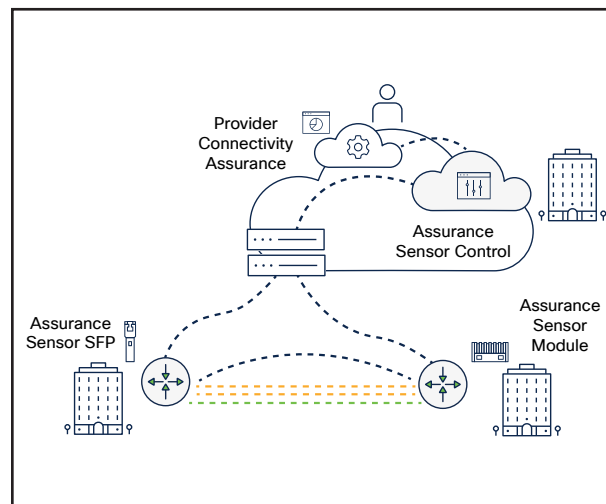 Provider
Connectivity
Assurance
Assurance
Sensor Control
Assurance
Sensor SFP
Assurance
Sensor
Module